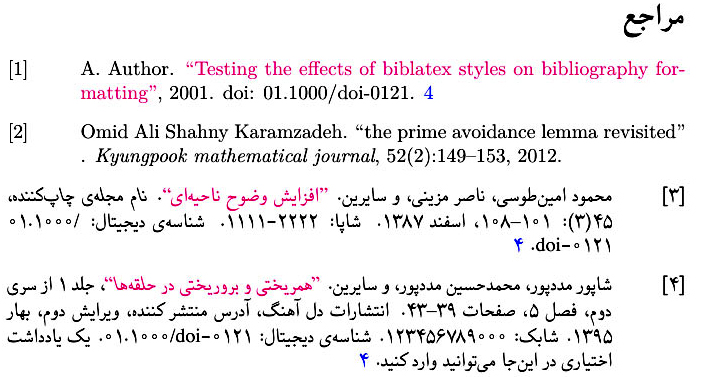 مراجع
[1] A. Author. “Testing the effects of biblatex styles on bibliography for-
matting”, 2001. doi: 01.1000/doi-0121. 4
[2] Omid Ali Shahny Karamzadeh. “the prime avoidance lemma revisited”
. Kyungpook mathematical journal, 52(2):149–153, 2012.
[۳] محمود امین‌طوسی، ناصر مزینی، و سایرین. ”افزایش وضوح ناحیه‌ای“. نام مجله‌ی چاپ‌کننده،
۴۵(۳): ۱۰۱–۱۰۸، اسفند ۱۳۸۷. شاپا: ۲۲۲۲-۱۱۱۱. شناسه‌ی دیجیتال: ۰۱.۱۰۰۰/
doi-۰۱۲۱. ۴
[۴] شاپور مددپور، محمدحسین مددپور، و سایرین. ”همریختی و بروریختی در حلقه‌ها“، جلد ۱ از سری
دوم، فصل ۵، صفحات ۳۹–۴۳. انتشارات دل آهنگ، آدرس منتشر کننده، ویرایش دوم، بهار
۱۳۹۵. شابک: ۱۲۳۴۵۶۷۸۹۰۰۰. شناسه‌ی دیجیتال: ۰۱.۱۰۰۰/doi-۰۱۲۱. یک یادداشت
اختیاری در این‌جا می‌توانید وارد کنید. ۴